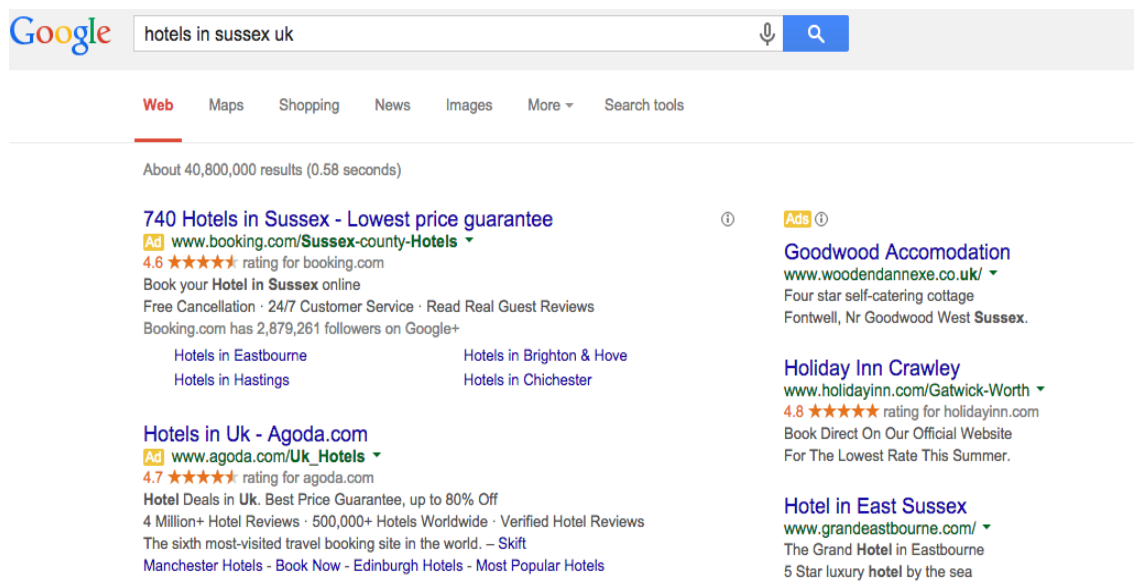 Google hotels in sussex uk
Web Maps Shopping News Images More Search tools
About 40,800,000 results (0.58 seconds)
740 Hotels in Sussex - Lowest price guarantee
Ad www.booking.com/Sussex-county-Hotels
4.6 ★★★★★ rating for booking.com
Book your Hotel in Sussex online
Free Cancellation · 24/7 Customer Service · Read Real Guest Reviews
Booking.com has 2,879,261 followers on Google+
Hotels in Eastbourne Hotels in Brighton & Hove
Hotels in Hastings Hotels in Chichester
Hotels in Uk - Agoda.com
Ad www.agoda.com/Uk_Hotels
4.7 ★★★★★ rating for agoda.com
Hotel Deals in Uk. Best Price Guarantee, up to 80% Off
4 Million+ Hotel Reviews · 500,000+ Hotels Worldwide · Verified Hotel Reviews
The sixth most-visited travel booking site in the world. – Skift
Manchester Hotels - Book Now - Edinburgh Hotels - Most Popular Hotels
Ads
Goodwood Accomodation
www.woodendannexe.co.uk/
Four star self-catering cottage
Fontwell, Nr Goodwood West Sussex.
Holiday Inn Crawley
www.holidayinn.com/Gatwick-Worth
4.8 ★★★★★ rating for holidayinn.com
Book Direct On Our Official Website
For The Lowest Rate This Summer.
Hotel in East Sussex
www.grandeastbourne.com/
The Grand Hotel in Eastbourne
5 Star luxury hotel by the sea